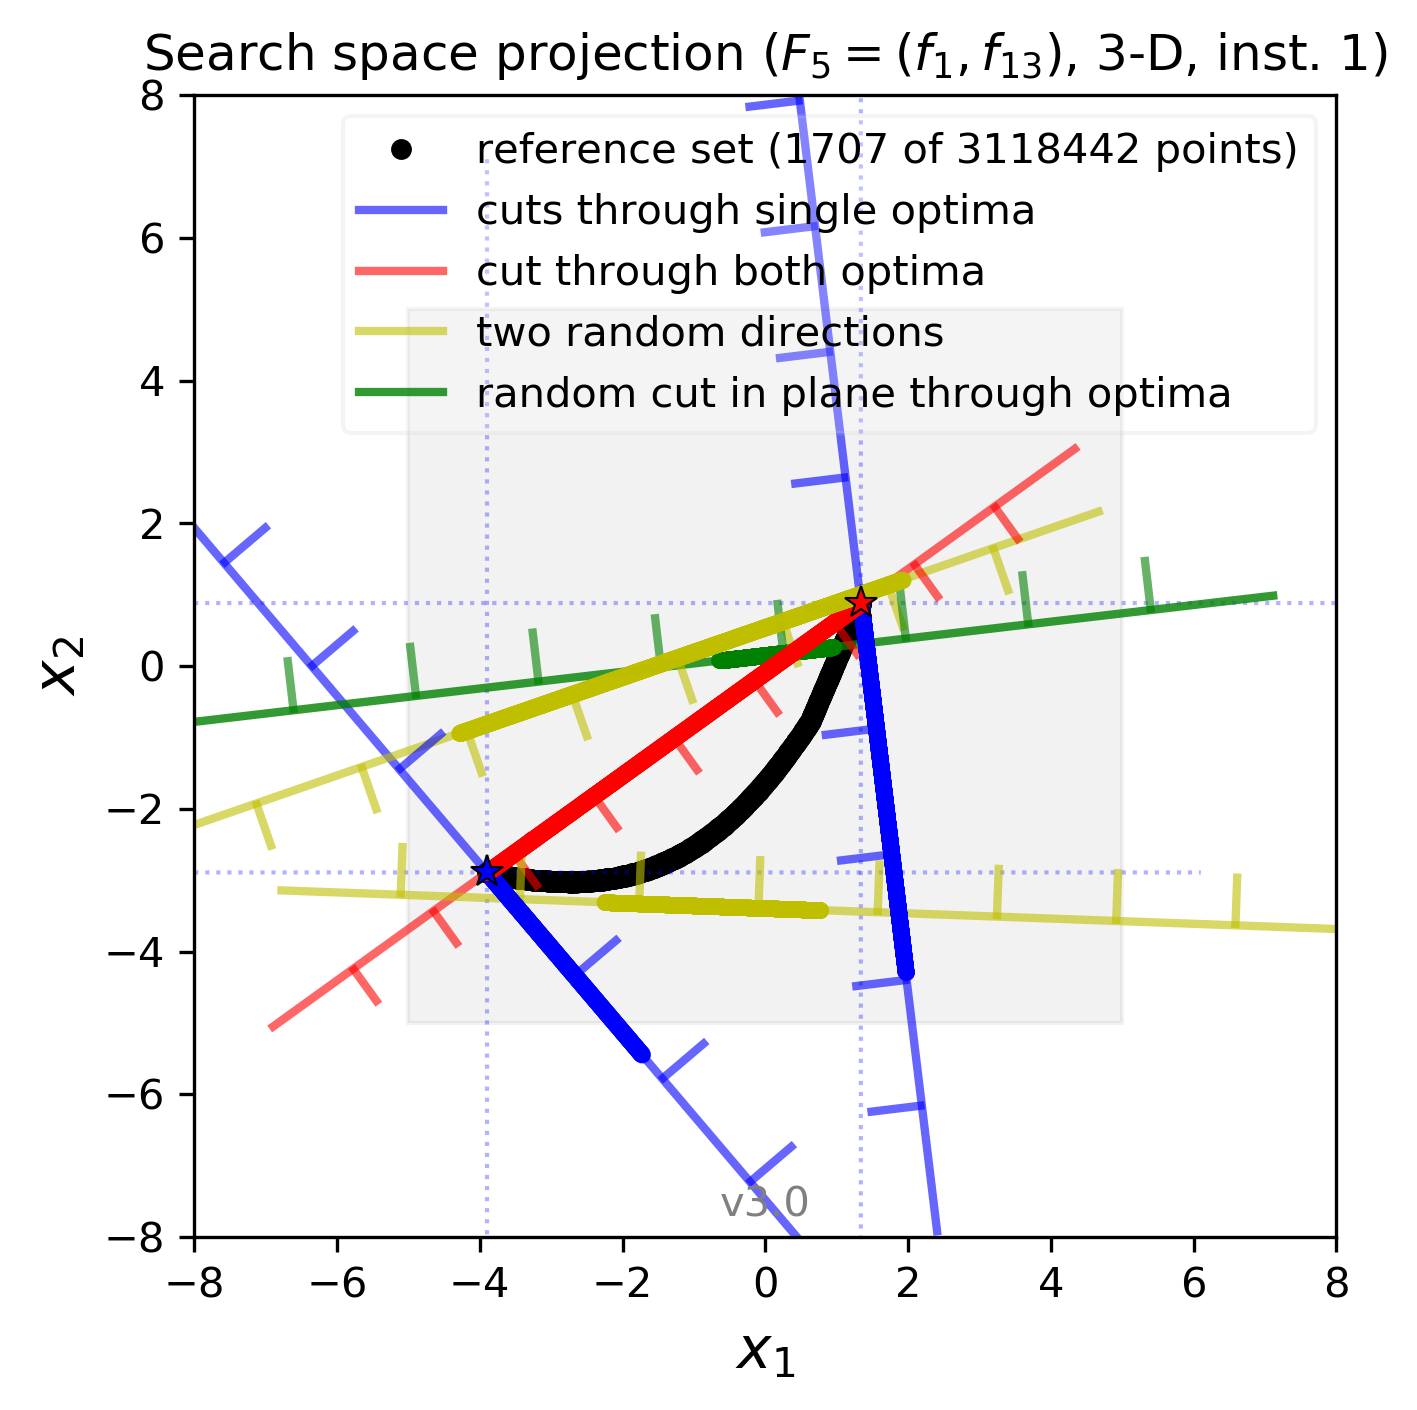 Search space projection (F₅ = (f₁, f₁₃), 3-D, inst. 1)
reference set (1707 of 3118442 points)
cuts through single optima
cut through both optima
two random directions
random cut in plane through optima
8
6
4
2
0
−2
−4
−6
−8
x₂
v3.0
−8 −6 −4 −2 0 2 4 6 8
x₁